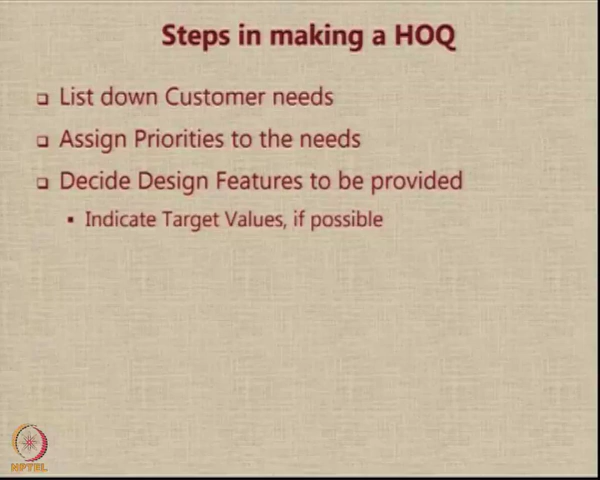 Steps in making a HOQ
List down Customer needs
Assign Priorities to the needs
Decide Design Features to be provided
Indicate Target Values, if possible
NPTEL